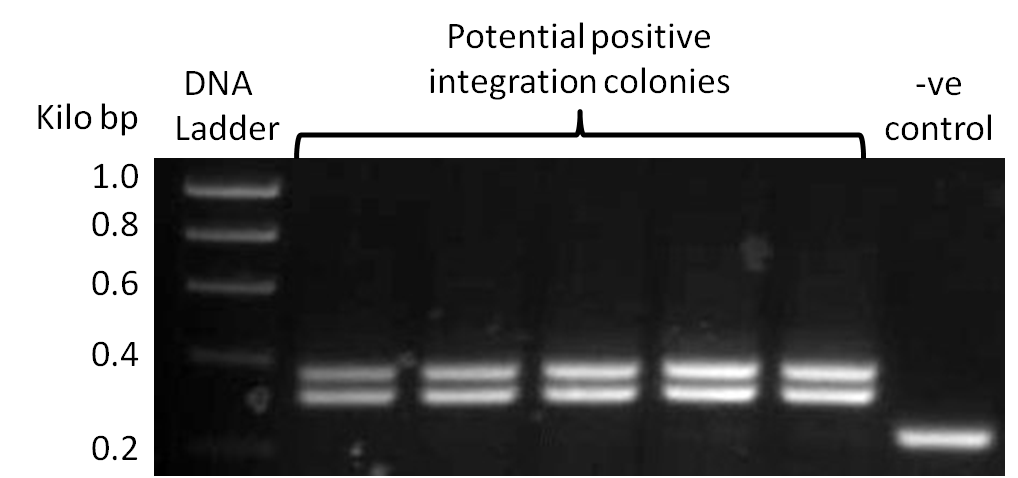 Potential positive
integration colonies
DNA
Ladder
-ve
control
Kilo bp
1.0
0.8
0.6
0.4
0.2